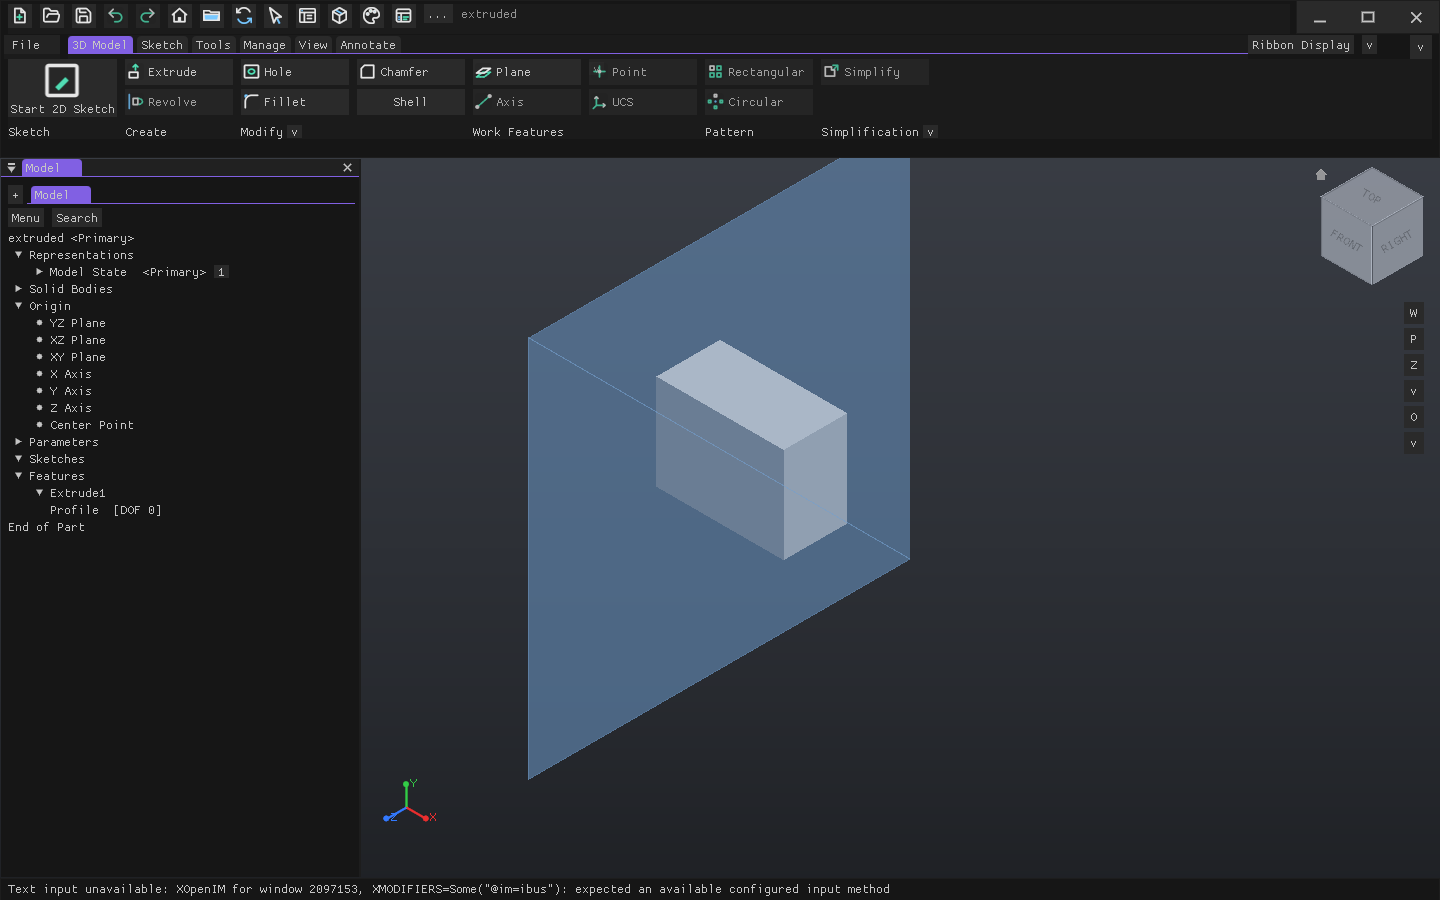 ... extruded
File 3D Model Sketch Tools Manage View Annotate Ribbon Display v v
Start 2D Sketch
Extrude
Revolve
Hole
Fillet
Chamfer
Shell
Plane
Axis
Point
UCS
Rectangular
Circular
Simplify
Sketch Create Modify v Work Features Pattern Simplification v
Model
+ Model
Menu Search
extruded <Primary>
Representations
Model State <Primary> 1
Solid Bodies
Origin
YZ Plane
XZ Plane
XY Plane
X Axis
Y Axis
Z Axis
Center Point
Parameters
Sketches
Features
Extrude1
Profile [DOF 0]
End of Part
TOP
FRONT
RIGHT
W
P
Z
v
O
v
Y
Z
X
Text input unavailable: XOpenIM for window 2097153, XMODIFIERS=Some("@im=ibus"): expected an available configured input method